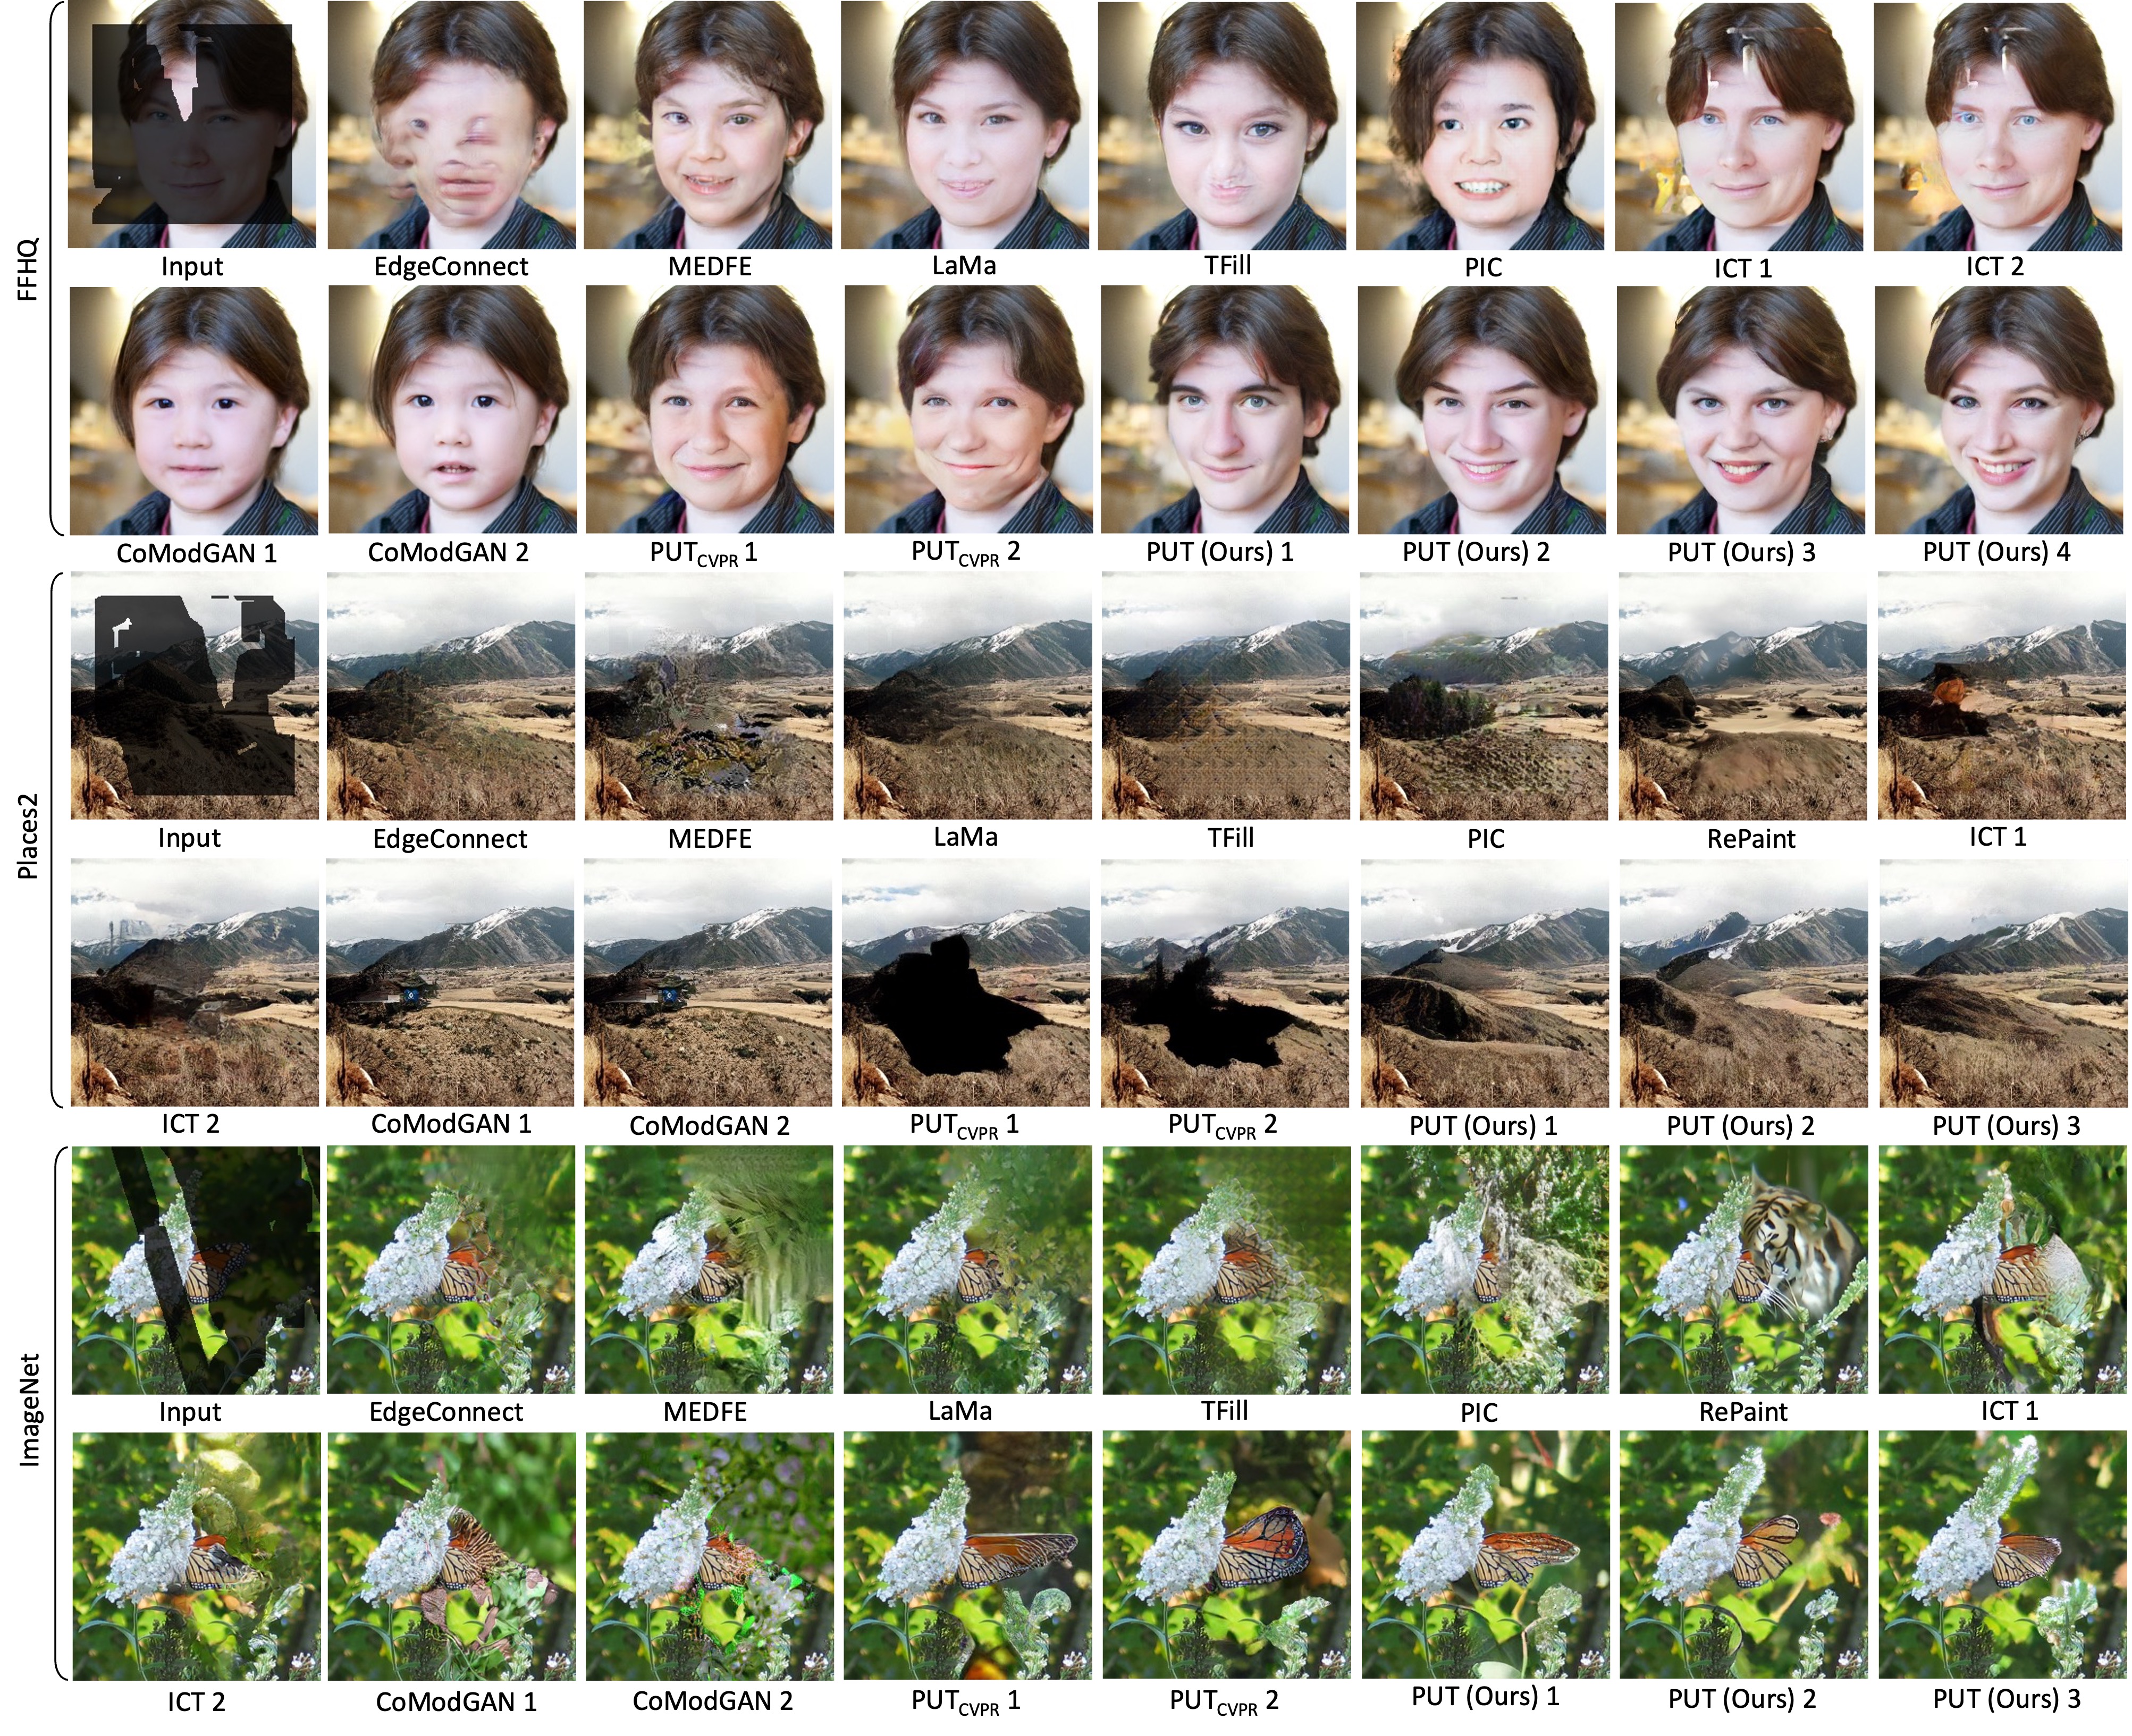 FFHQ
Input EdgeConnect MEDFE LaMa TFill PIC ICT 1 ICT 2
CoModGAN 1 CoModGAN 2 PUTCVPR 1 PUTCVPR 2 PUT (Ours) 1 PUT (Ours) 2 PUT (Ours) 3 PUT (Ours) 4
Places2
Input EdgeConnect MEDFE LaMa TFill PIC RePaint ICT 1
ICT 2 CoModGAN 1 CoModGAN 2 PUTCVPR 1 PUTCVPR 2 PUT (Ours) 1 PUT (Ours) 2 PUT (Ours) 3
ImageNet
Input EdgeConnect MEDFE LaMa TFill PIC RePaint ICT 1
ICT 2 CoModGAN 1 CoModGAN 2 PUTCVPR 1 PUTCVPR 2 PUT (Ours) 1 PUT (Ours) 2 PUT (Ours) 3